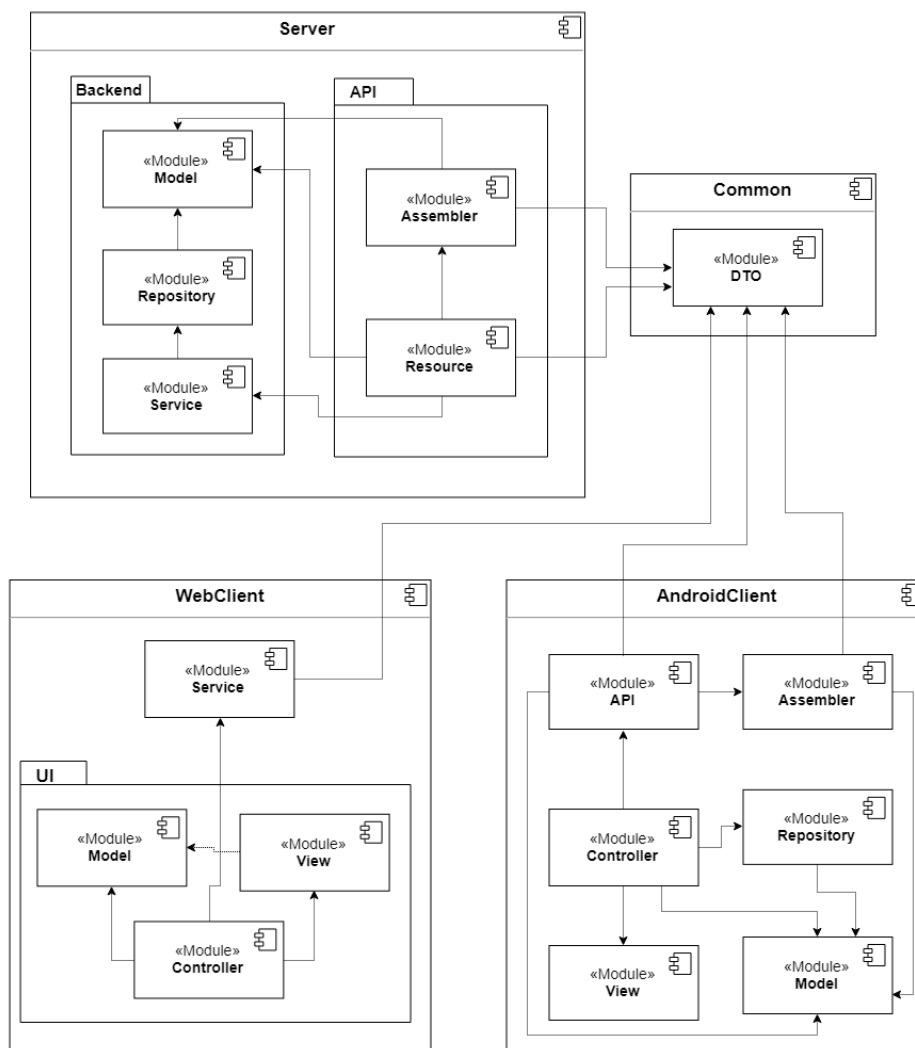 Server
Backend
«Module»
Model
«Module»
Repository
«Module»
Service
API
«Module»
Assembler
«Module»
Resource
Common
«Module»
DTO
WebClient
«Module»
Service
UI
«Module»
Model
«Module»
View
«Module»
Controller
AndroidClient
«Module»
API
«Module»
Assembler
«Module»
Controller
«Module»
Repository
«Module»
View
«Module»
Model